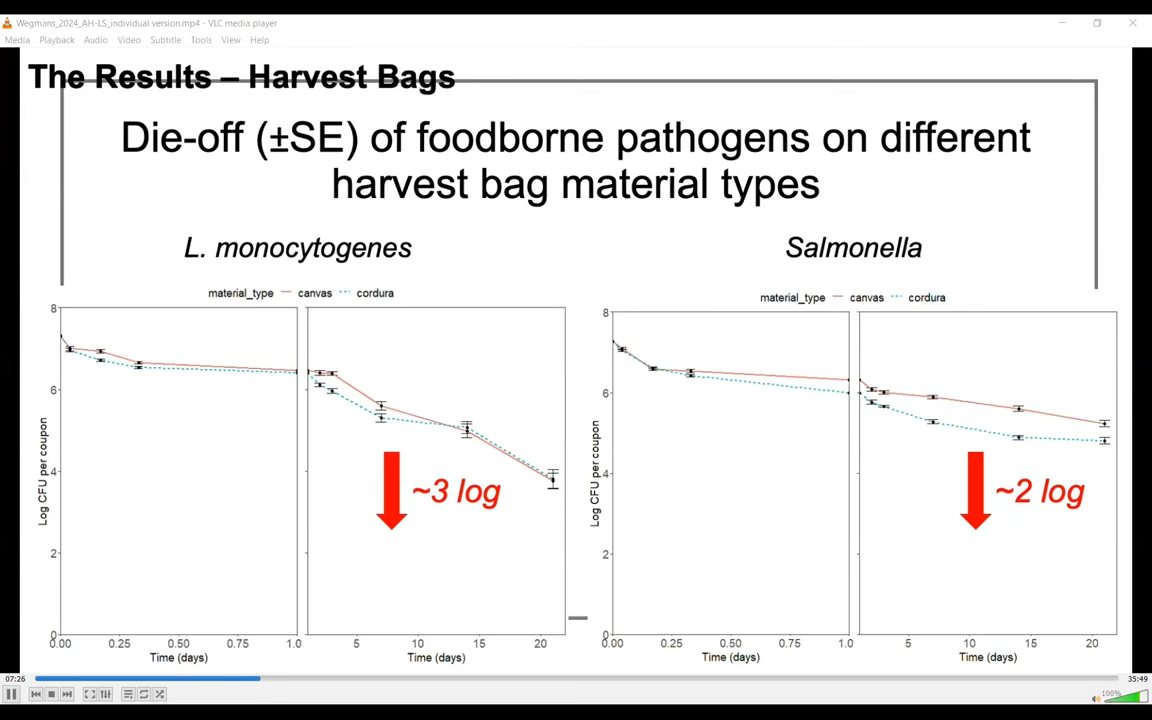 Wegmans_2024_AH-LS_individual version.mp4 - VLC media player
Media Playback Audio Video Subtitle Tools View Help
The Results – Harvest Bags
Die-off (±SE) of foodborne pathogens on different
harvest bag material types
L. monocytogenes
Salmonella
material_type canvas cordura
8
6
4
2
0
Log CFU per coupon
0.00 0.25 0.50 0.75 1.0
Time (days)
5 10 15 20
Time (days)
~3 log
material_type canvas cordura
8
6
4
2
0
Log CFU per coupon
0.00 0.25 0.50 0.75 1.0
Time (days)
5 10 15 20
Time (days)
~2 log
07:26
35:49
100%